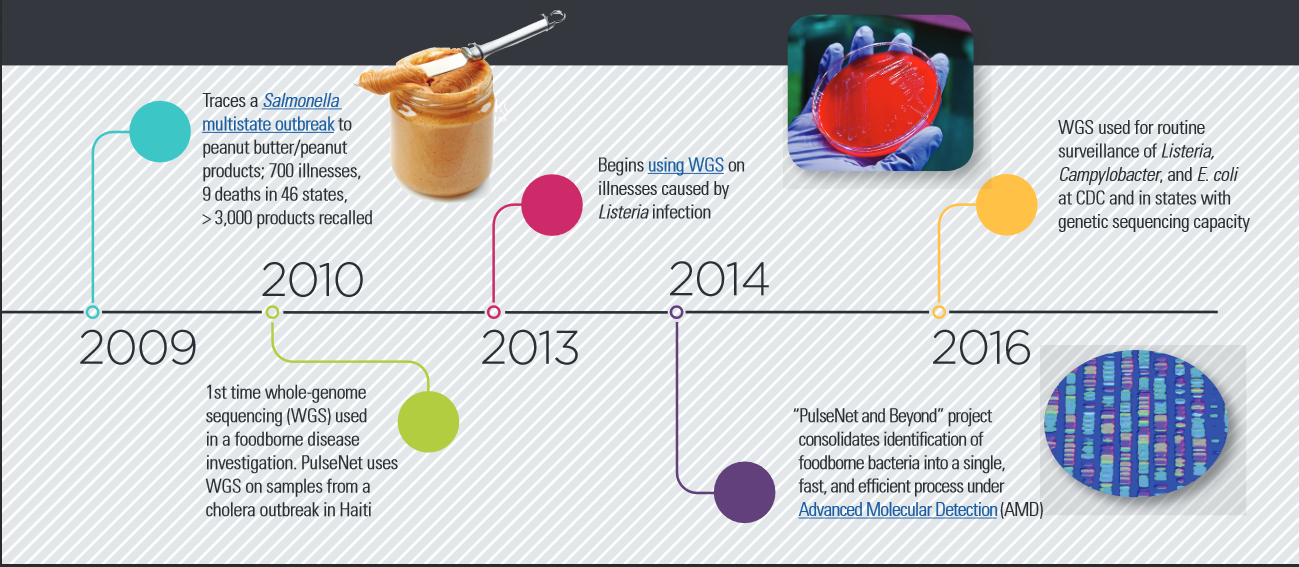 Traces a Salmonella
multistate outbreak to
peanut butter/peanut
products; 700 illnesses,
9 deaths in 46 states,
> 3,000 products recalled
2009
2010
1st time whole-genome
sequencing (WGS) used
in a foodborne disease
investigation. PulseNet uses
WGS on samples from a
cholera outbreak in Haiti
Begins using WGS on
illnesses caused by
Listeria infection
2013
2014
“PulseNet and Beyond” project
consolidates identification of
foodborne bacteria into a single,
fast, and efficient process under
Advanced Molecular Detection (AMD)
WGS used for routine
surveillance of Listeria,
Campylobacter, and E. coli
at CDC and in states with
genetic sequencing capacity
2016